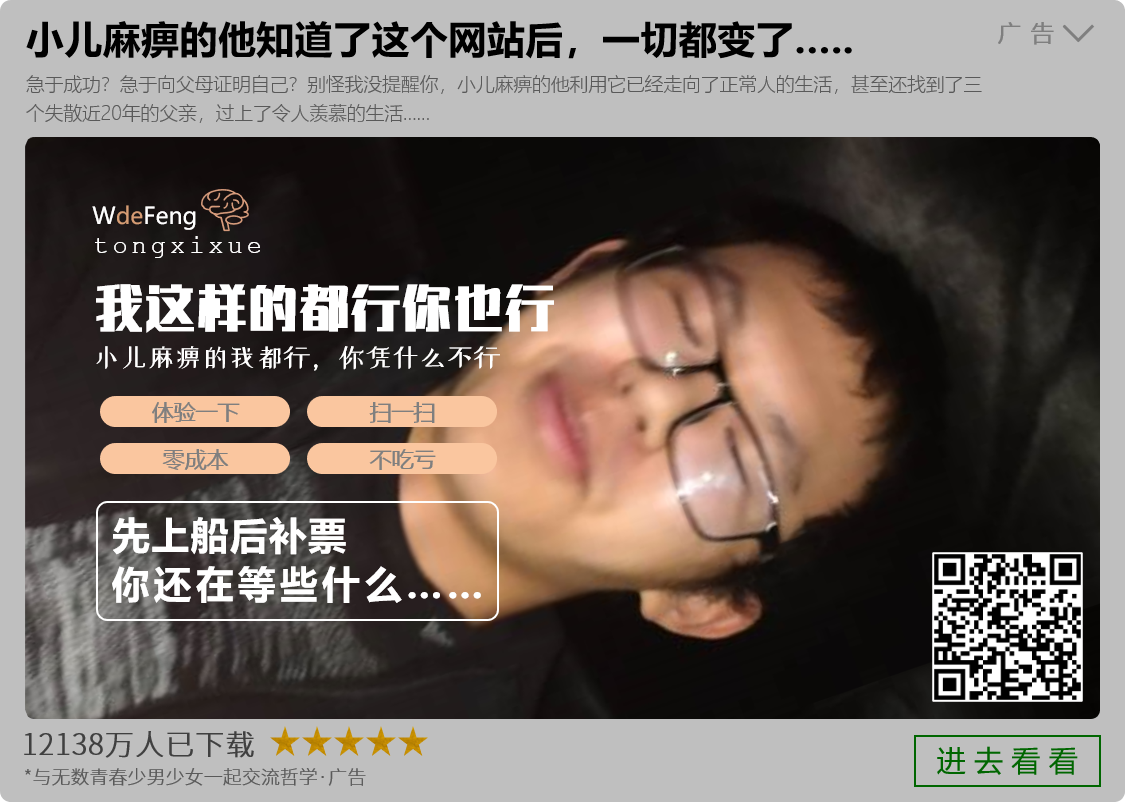 小儿麻痹的他知道了这个网站后，一切都变了.....
广告
急于成功？急于向父母证明自己？别怪我没提醒你，小儿麻痹的他利用它已经走向了正常人的生活，甚至还找到了三
个失散近20年的父亲，过上了令人羡慕的生活......
WdeFeng
tongxixue
我这样的都行你也行
小儿麻痹的我都行，你凭什么不行
体验一下 扫一扫
零成本 不吃亏
先上船后补票
你还在等些什么......
12138万人已下载
*与无数青春少男少女一起交流哲学·广告
进去看看